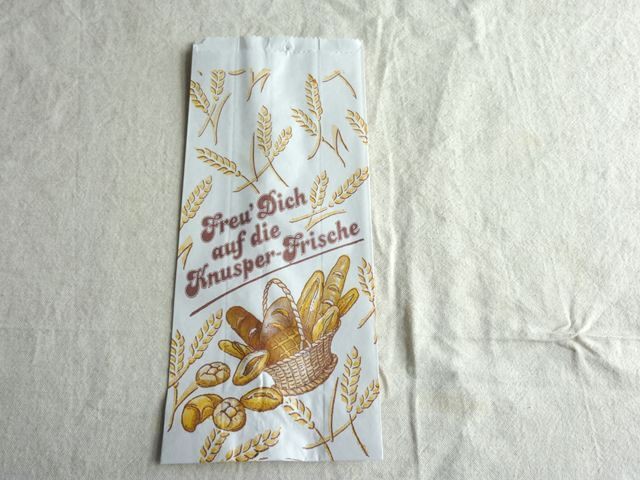 Freu' Dich
auf die
Knusper-Frische